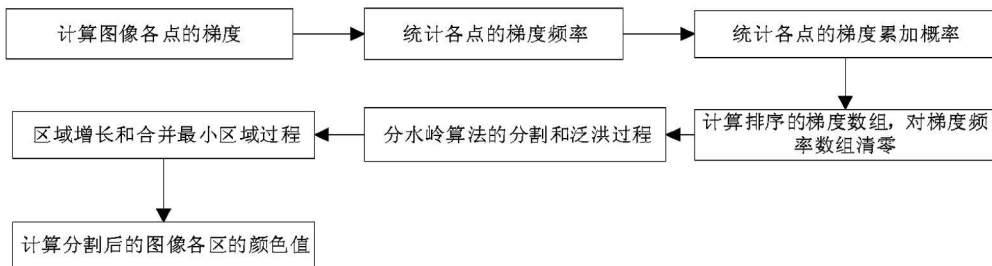 计算图像各点的梯度
统计各点的梯度频率
统计各点的梯度累加概率
计算排序的梯度数组，对梯度频
率数组清零
分水岭算法的分割和泛洪过程
区域增长和合并最小区域过程
计算分割后的图像各区的颜色值